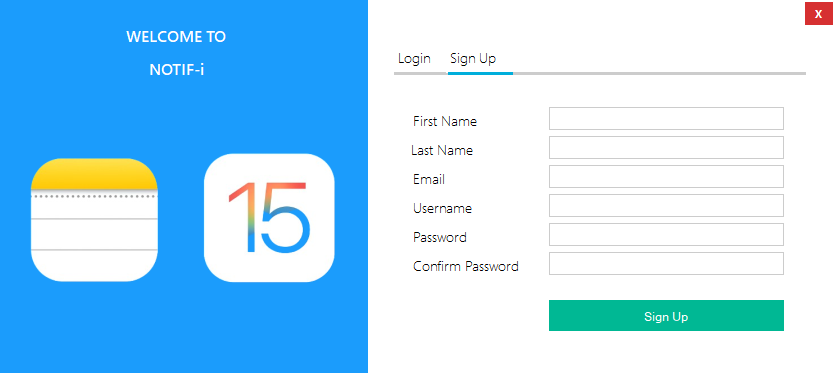 WELCOME TO
NOTIF-i
15
X
Login
Sign Up
First Name
Last Name
Email
Username
Password
Confirm Password
Sign Up